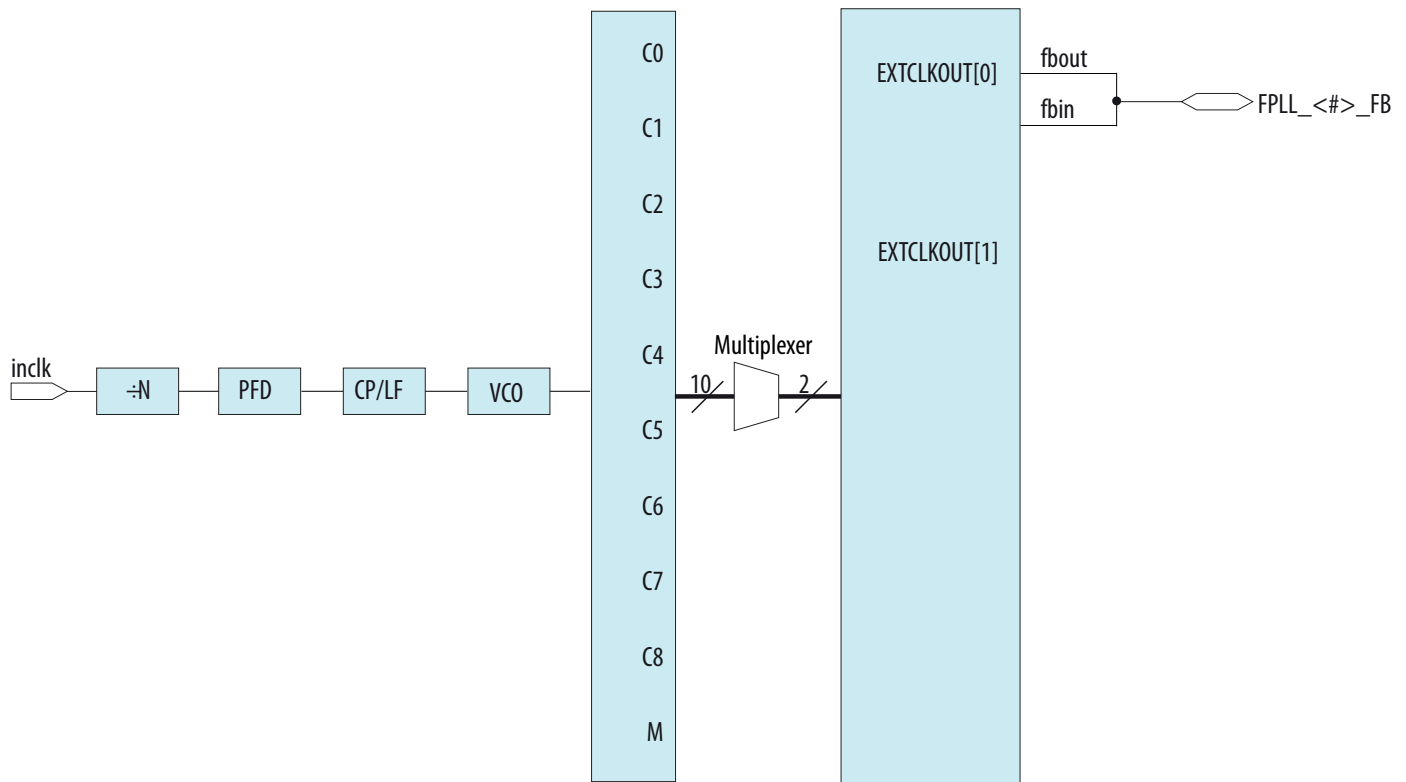 inclk
÷N
PFD
CP/LF
VCO
C0
C1
C2
C3
C4
C5
C6
C7
C8
M
Multiplexer
10
2
EXTCLKOUT[0]
EXTCLKOUT[1]
fbout
fbin
FPLL_<#>_FB